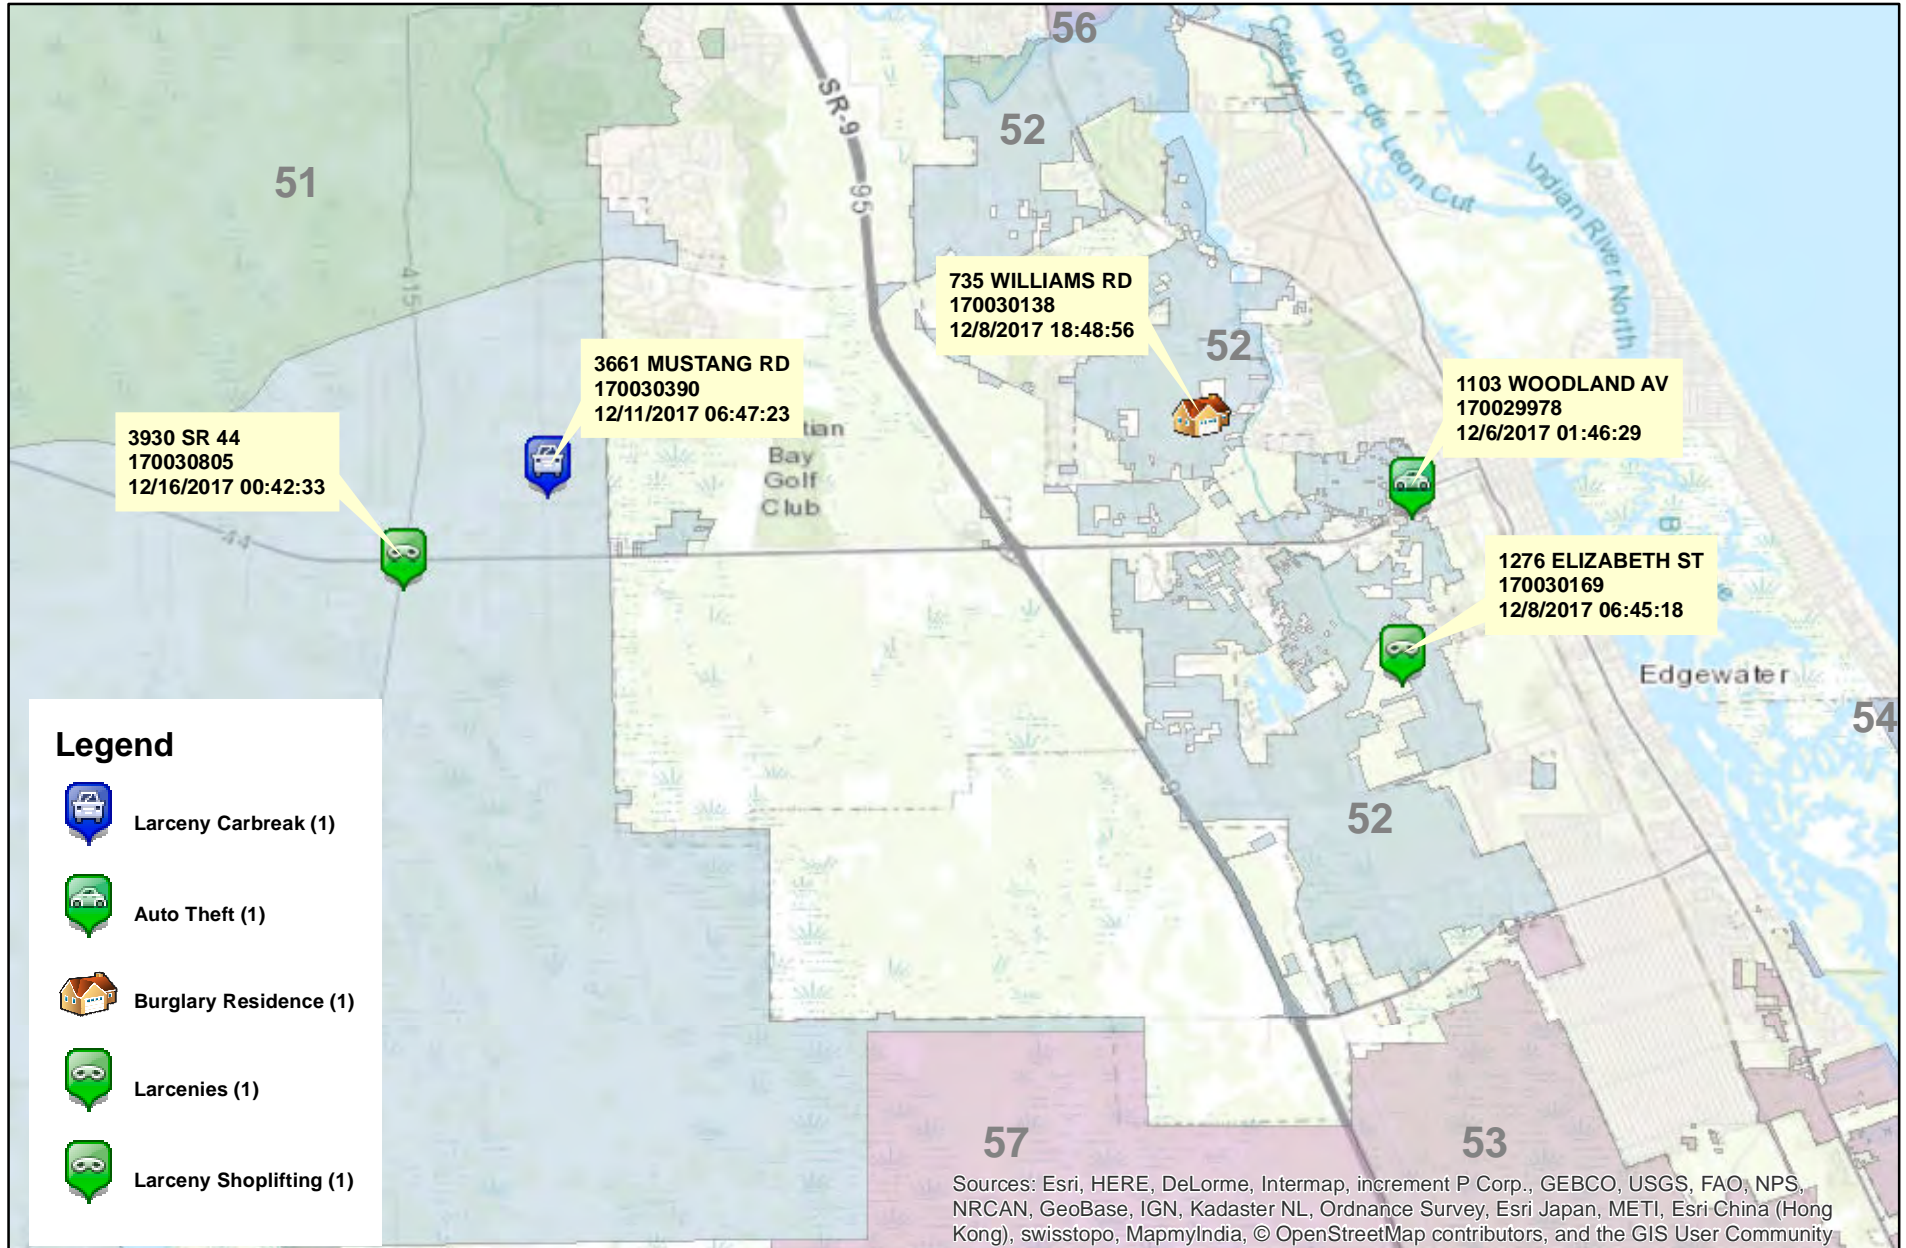 56
Creek
Ponce de Leon Cut
SR-9
52
51
95
Indian River North
415
735 WILLIAMS RD
170030138
12/8/2017 18:48:56
52
3661 MUSTANG RD
170030390
12/11/2017 06:47:23
1103 WOODLAND AV
170029978
12/6/2017 01:46:29
3930 SR 44
170030805
12/16/2017 00:42:33
Bay
Golf
Club
44
1276 ELIZABETH ST
170030169
12/8/2017 06:45:18
Edgewater
54
Legend
Larceny Carbreak (1)
Auto Theft (1)
Burglary Residence (1)
Larcenies (1)
Larceny Shoplifting (1)
52
57
53
Sources: Esri, HERE, DeLorme, Intermap, increment P Corp., GEBCO, USGS, FAO, NPS,
NRCAN, GeoBase, IGN, Kadaster NL, Ordnance Survey, Esri Japan, METI, Esri China (Hong
Kong), swisstopo, MapmyIndia, © OpenStreetMap contributors, and the GIS User Community